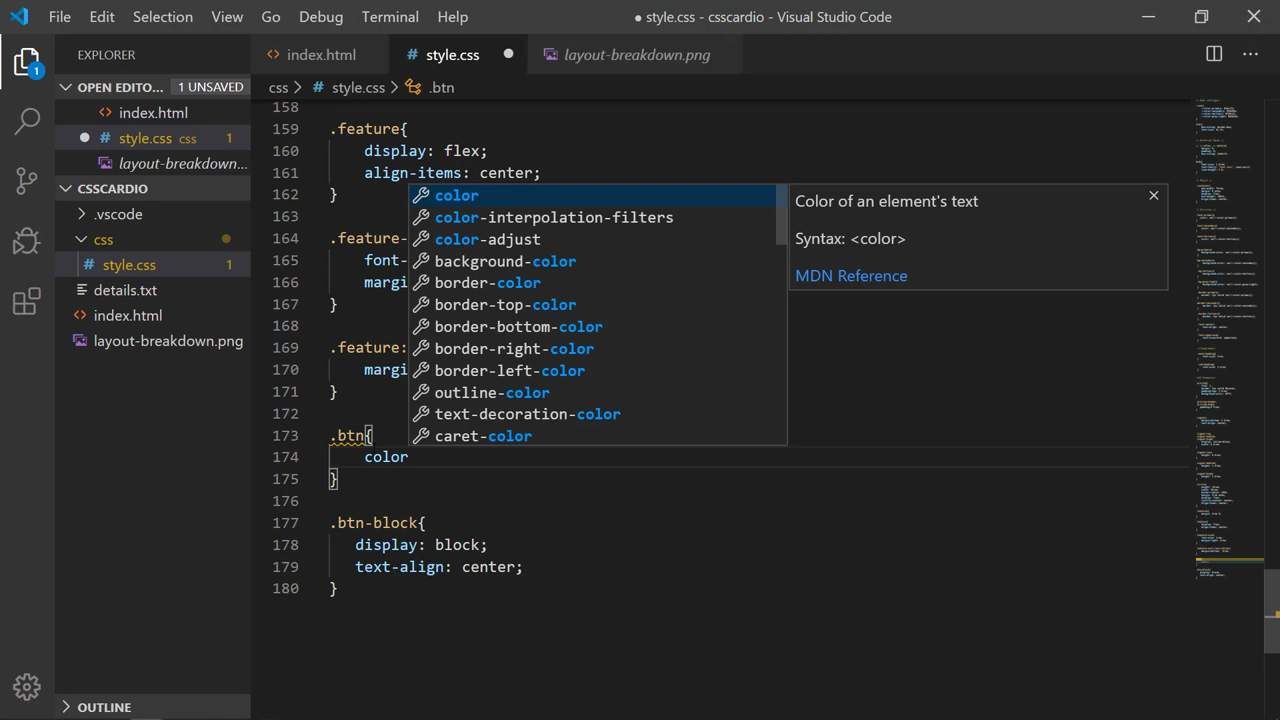 File Edit Selection View Go Debug Terminal Help
● style.css - csscardio - Visual Studio Code
EXPLORER
index.html
# style.css
layout-breakdown.png
OPEN EDITO... 1 UNSAVED
css > # style.css > .btn
index.html
style.css css 1
layout-breakdown...
CSSCARDIO
.vscode
css
# style.css 1
details.txt
index.html
layout-breakdown.png
OUTLINE
1
158
159 .feature{
160 display: flex;
161 align-items: center;
162 }
163
164 .feature-
165 font-
166 margi
167 }
168
169 .feature:
170 margi
171 }
172
173 .btn{
174 color
175 }
176
177 .btn-block{
178 display: block;
179 text-align: center;
180 }
color
color-interpolation-filters
color-adjust
background-color
border-color
border-top-color
border-bottom-color
border-right-color
border-left-color
outline-color
text-decoration-color
caret-color
Color of an element's text
Syntax: <color>
MDN Reference